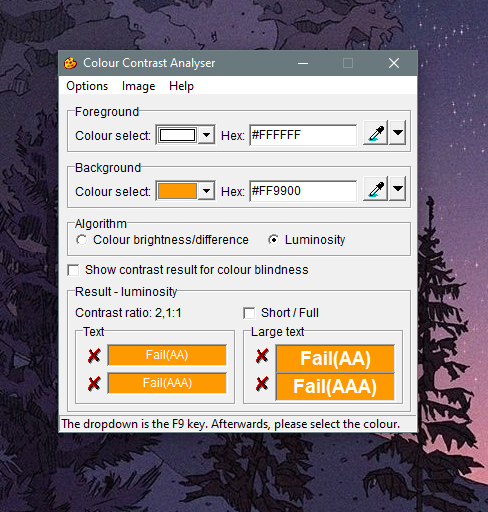 Colour Contrast Analyser
Options Image Help
Foreground
Colour select: Hex: #FFFFFF
Background
Colour select: Hex: #FF9900
Algorithm
Colour brightness/difference Luminosity
Show contrast result for colour blindness
Result - luminosity
Contrast ratio: 2,1:1 Short / Full
Text Large text
Fail(AA) Fail(AA)
Fail(AAA) Fail(AAA)
The dropdown is the F9 key. Afterwards, please select the colour.